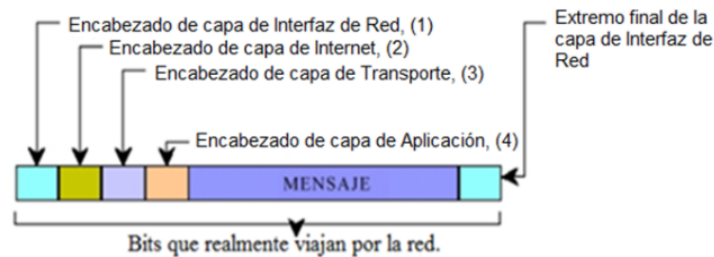 Encabezado de capa de Interfaz de Red, (1)
Encabezado de capa de Internet, (2)
Encabezado de capa de Transporte, (3)
Encabezado de capa de Aplicación, (4)
Extremo final de la
capa de Interfaz de
Red
MENSAJE
Bits que realmente viajan por la red.